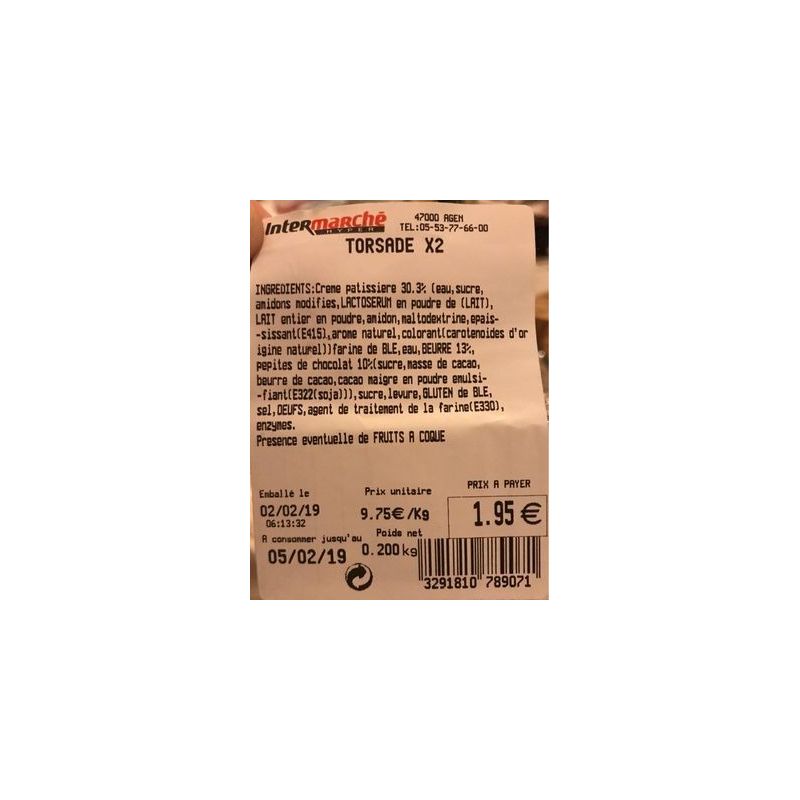 InterMARCHé
HYPER
47000 AGEN
TEL:05-53-77-66-00
TORSADE X2
INGREDIENTS:Creme patissiere 30.3% (eau,sucre,
amidons modifies,LACTOSERUM en poudre de (LAIT),
LAIT entier en poudre,amidon,maltodextrine,epais-
-sissant(E415),arome naturel,colorant(carotenoides d'or
igine naturel))farine de BLE,eau,BEURRE 13%,
pepites de chocolat 10%(sucre,masse de cacao,
beurre de cacao,cacao maigre en poudre emulsi-
-fiant(E322(soja))),sucre,levure,GLUTEN de BLE,
sel,OEUFS,agent de traitement de la farine(E330),
enzymes.
Presence eventuelle de FRUITS A COQUE
PRIX A PAYER
Emballé le
Prix unitaire
02/02/19
9.75€/Kg
1.95 €
06:13:32
A consommer jusqu'au
Poids net
05/02/19
0.200kg
3291810 789071